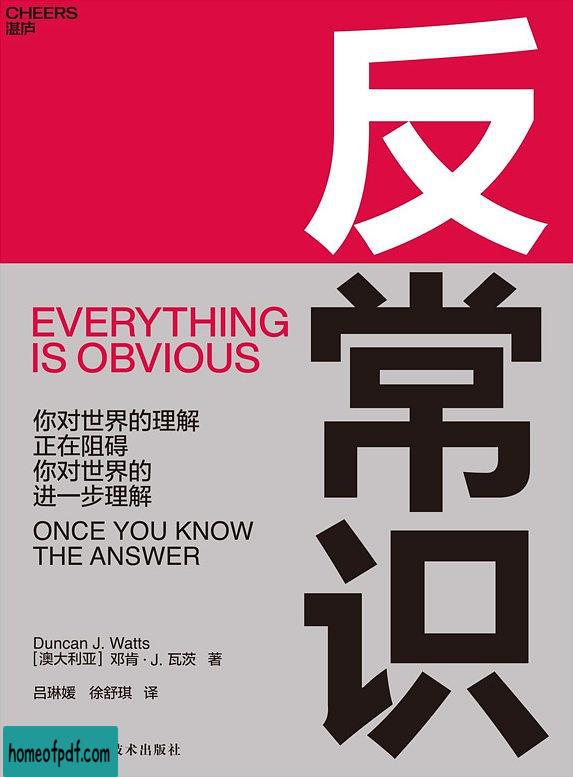 CHEERS
湛庐
反常识
EVERYTHING
IS OBVIOUS
你对世界的理解
正在阻碍
你对世界的
进一步理解
ONCE YOU KNOW
THE ANSWER
Duncan J. Watts
[澳大利亚] 邓肯·J. 瓦茨 著
吕琳媛 徐舒琪 译
技术出版社
homeofpdf.com